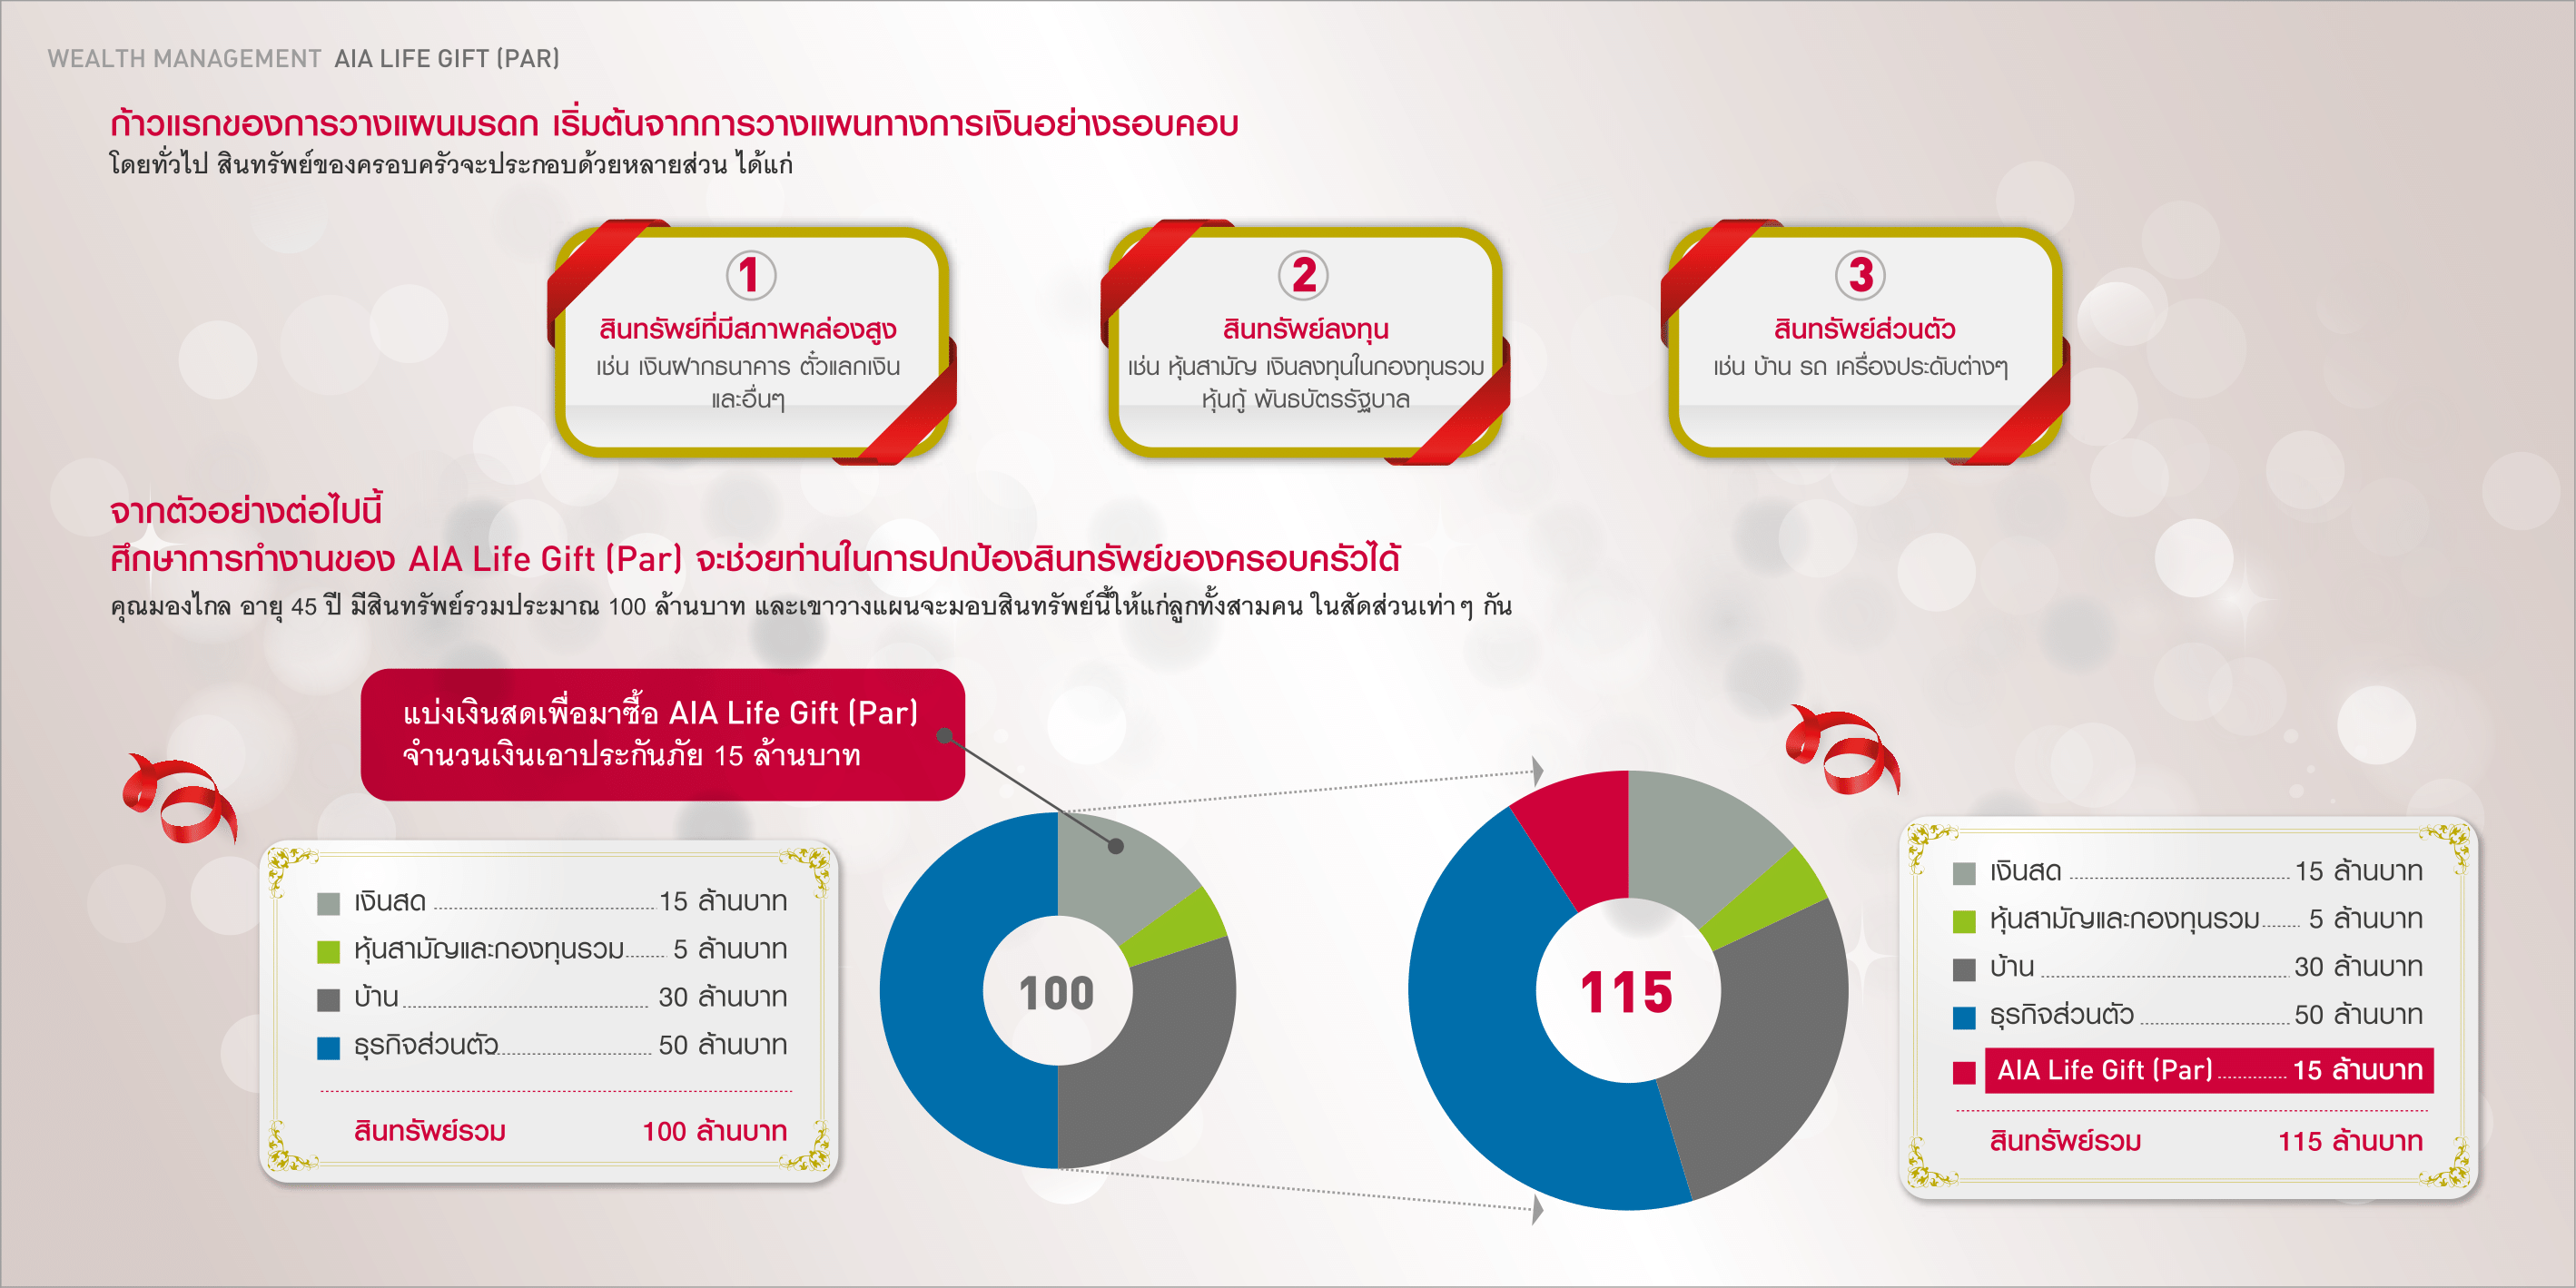 WEALTH MANAGEMENT AIA LIFE GIFT (PAR)
ก้าวแรกของการวางแผนมรดก เริ่มต้นจากการวางแผนทางการเงินอย่างรอบคอบ
โดยทั่วไป สินทรัพย์ของครอบครัวจะประกอบด้วยหลายส่วน ได้แก่
1
สินทรัพย์ที่มีสภาพคล่องสูง
เช่น เงินฝากธนาคาร ตั๋วแลกเงิน
และอื่นๆ
2
สินทรัพย์ลงทุน
เช่น หุ้นสามัญ เงินลงทุนในกองทุนรวม
หุ้นกู้ พันธบัตรรัฐบาล
3
สินทรัพย์ส่วนตัว
เช่น บ้าน รถ เครื่องประดับต่างๆ
จากตัวอย่างต่อไปนี้
ศึกษาการทำงานของ AIA Life Gift (Par) จะช่วยท่านในการปกป้องสินทรัพย์ของครอบครัวได้
คุณมองไกล อายุ 45 ปี มีสินทรัพย์รวมประมาณ 100 ล้านบาท และเขาวางแผนจะมอบสินทรัพย์นี้ให้แก่ลูกทั้งสามคน ในสัดส่วนเท่าๆ กัน
แบ่งเงินสดเพื่อมาซื้อ AIA Life Gift (Par)
จำนวนเงินเอาประกันภัย 15 ล้านบาท
เงินสด 15 ล้านบาท
หุ้นสามัญและกองทุนรวม 5 ล้านบาท
บ้าน 30 ล้านบาท
ธุรกิจส่วนตัว 50 ล้านบาท
สินทรัพย์รวม 100 ล้านบาท
100
115
เงินสด 15 ล้านบาท
หุ้นสามัญและกองทุนรวม 5 ล้านบาท
บ้าน 30 ล้านบาท
ธุรกิจส่วนตัว 50 ล้านบาท
AIA Life Gift (Par) 15 ล้านบาท
สินทรัพย์รวม 115 ล้านบาท